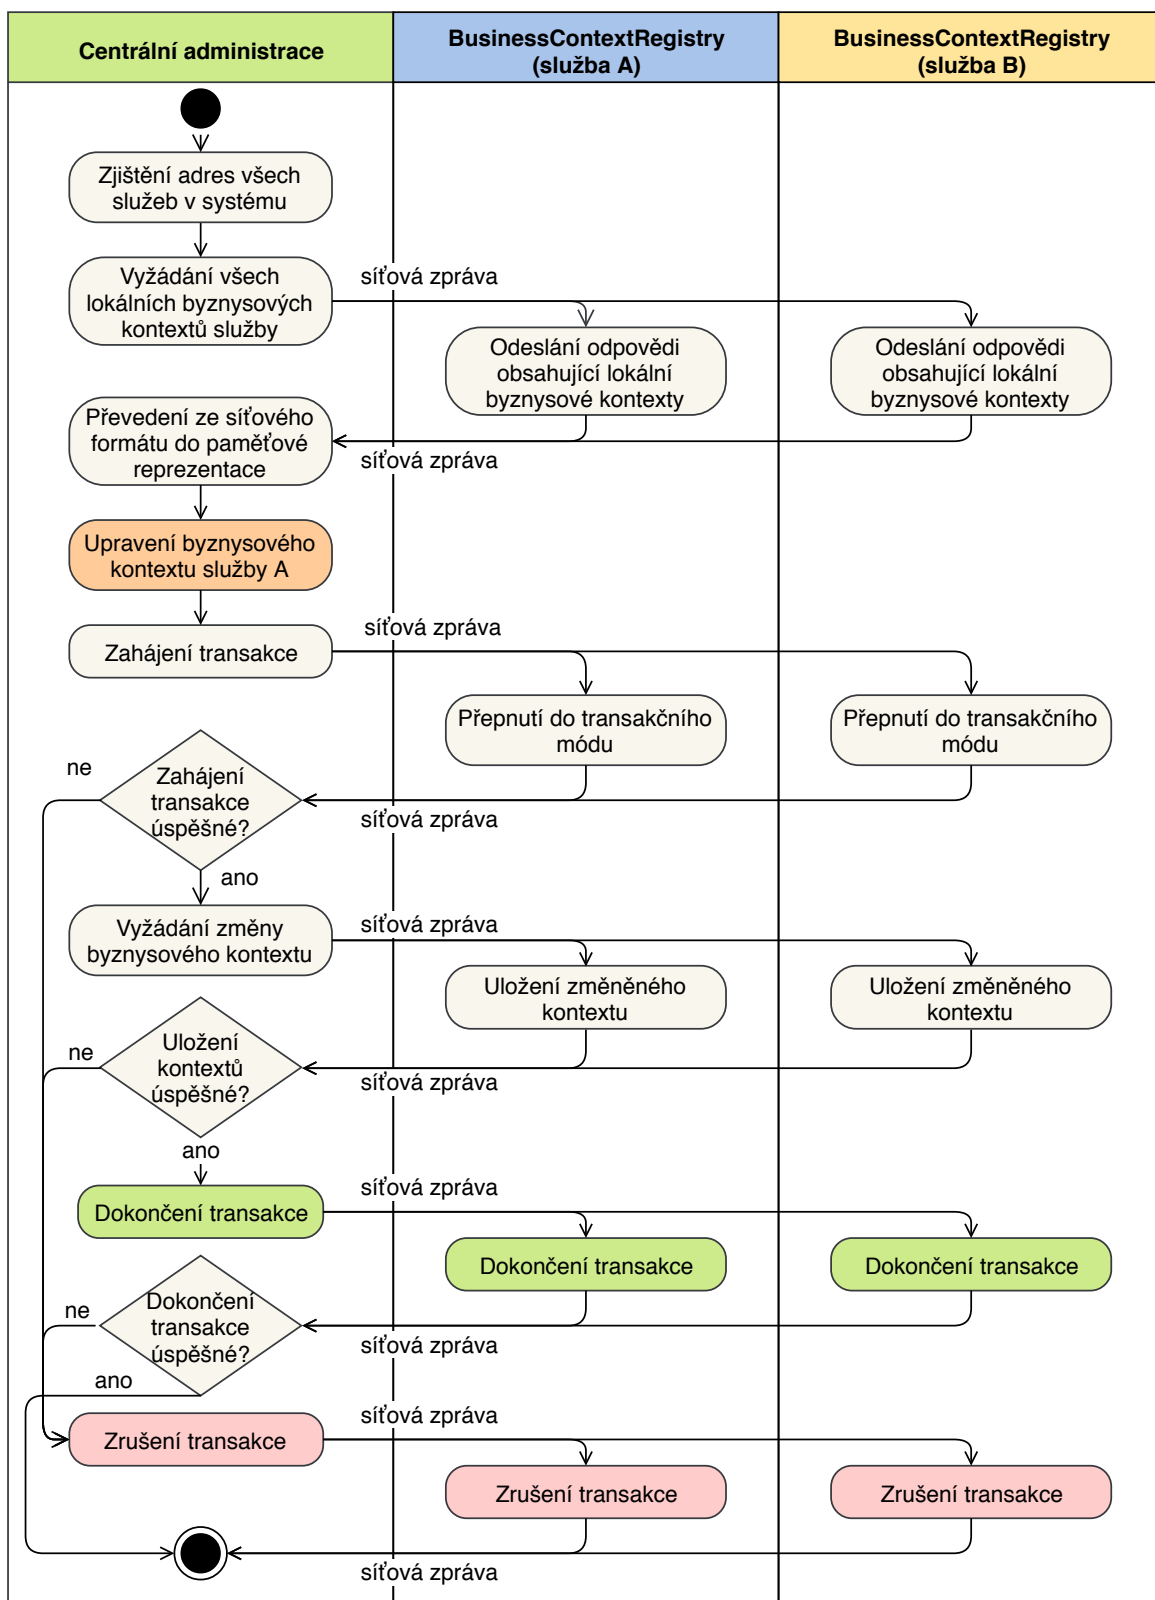 Centrální administrace
BusinessContextRegistry
(služba A)
BusinessContextRegistry
(služba B)
Zjištění adres všech
služeb v systému
Vyžádání všech
lokálních byznysových
kontextů služby
síťová zpráva
Odeslání odpovědi
obsahující lokální
byznysové kontexty
Odeslání odpovědi
obsahující lokální
byznysové kontexty
Převedení ze síťového
formátu do paměťové
reprezentace
síťová zpráva
Upravení byznysového
kontextu služby A
Zahájení transakce
síťová zpráva
Přepnutí do transakčního
módu
Přepnutí do transakčního
módu
ne
Zahájení
transakce
úspěšné?
síťová zpráva
ano
Vyžádání změny
byznysového kontextu
síťová zpráva
Uložení změněného
kontextu
Uložení změněného
kontextu
ne
Uložení
kontextů
úspěšné?
síťová zpráva
ano
Dokončení transakce
síťová zpráva
Dokončení transakce
Dokončení transakce
ne
Dokončení
transakce
úspěšné?
síťová zpráva
ano
Zrušení transakce
síťová zpráva
Zrušení transakce
Zrušení transakce
síťová zpráva